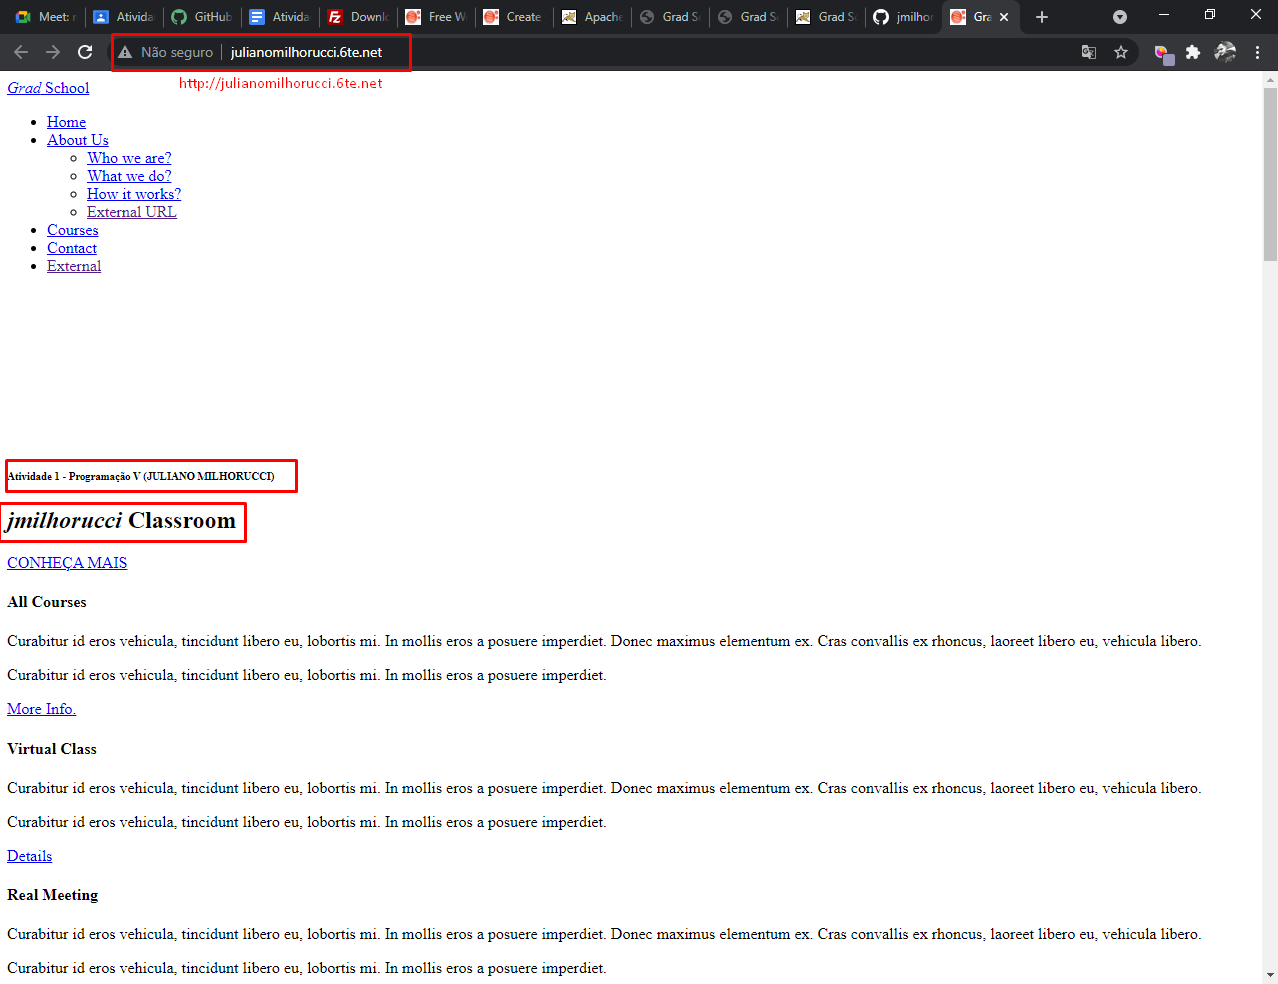 Meet: r
Ativida
GitHub
Ativida
Downlo
Free W
Create
Apache
Grad Sc
Grad Sc
Grad Sc
jmilhor
Gra
Não seguro
julianomilhorucci.6te.net
http://julianomilhorucci.6te.net
Grad School
Home
About Us
Who we are?
What we do?
How it works?
External URL
Courses
Contact
External
Atividade 1 - Programação V (JULIANO MILHORUCCI)
jmilhorucci Classroom
CONHEÇA MAIS
All Courses
Curabitur id eros vehicula, tincidunt libero eu, lobortis mi. In mollis eros a posuere imperdiet. Donec maximus elementum ex. Cras convallis ex rhoncus, laoreet libero eu, vehicula libero.
Curabitur id eros vehicula, tincidunt libero eu, lobortis mi. In mollis eros a posuere imperdiet.
More Info.
Virtual Class
Curabitur id eros vehicula, tincidunt libero eu, lobortis mi. In mollis eros a posuere imperdiet. Donec maximus elementum ex. Cras convallis ex rhoncus, laoreet libero eu, vehicula libero.
Curabitur id eros vehicula, tincidunt libero eu, lobortis mi. In mollis eros a posuere imperdiet.
Details
Real Meeting
Curabitur id eros vehicula, tincidunt libero eu, lobortis mi. In mollis eros a posuere imperdiet. Donec maximus elementum ex. Cras convallis ex rhoncus, laoreet libero eu, vehicula libero.
Curabitur id eros vehicula, tincidunt libero eu, lobortis mi. In mollis eros a posuere imperdiet.